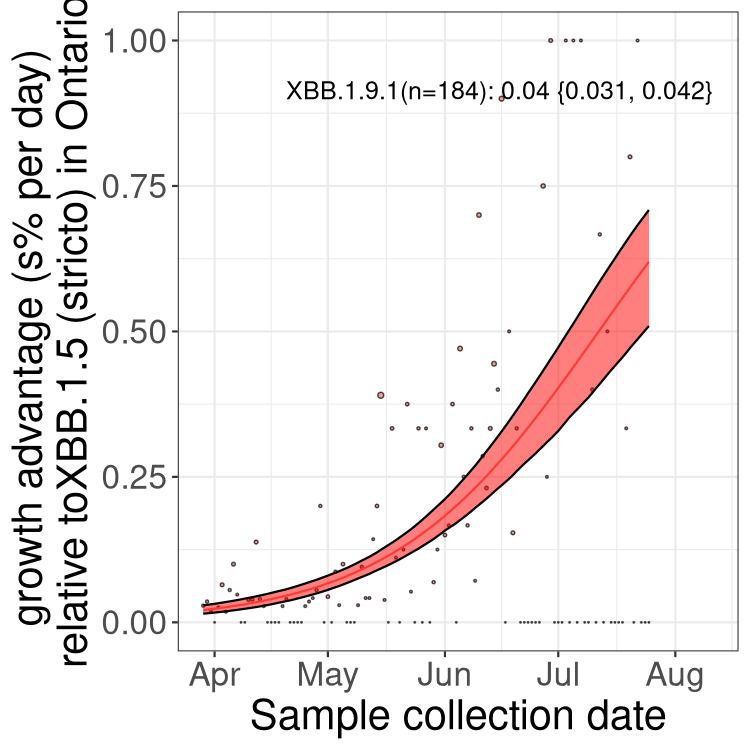 growth advantage (s% per day)
relative toXBB.1.5 (stricto) in Ontario
1.00
0.75
0.50
0.25
0.00
XBB.1.9.1(n=184): 0.04 {0.031, 0.042}
Apr May Jun Jul Aug
Sample collection date